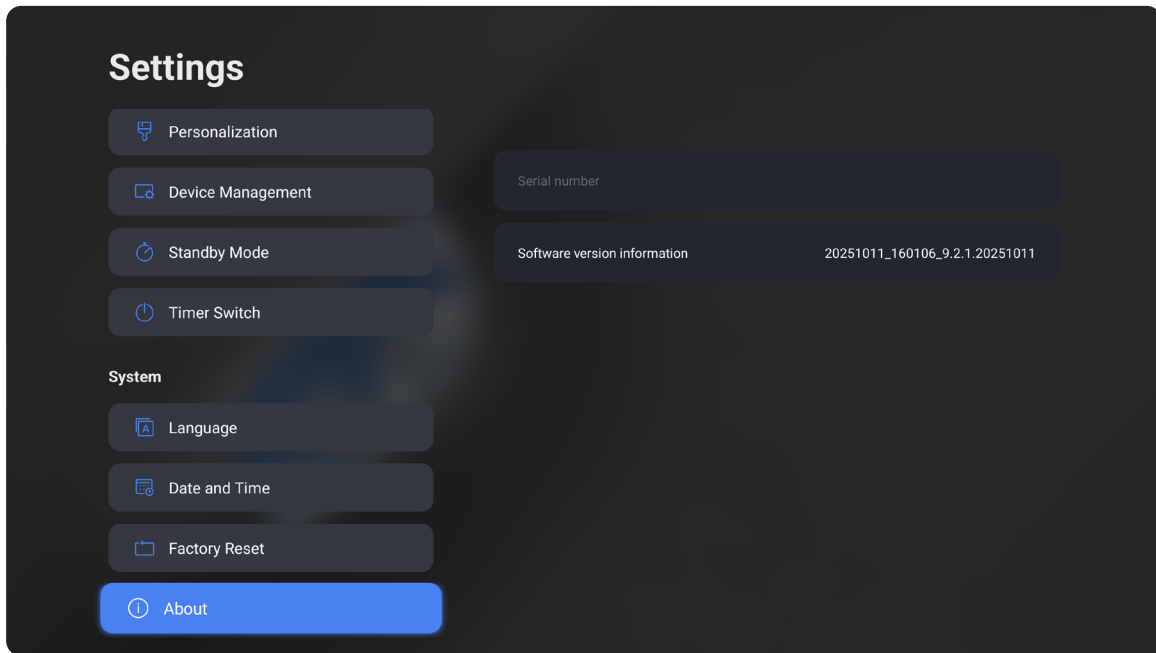 Settings
Personalization
Device Management
Standby Mode
Timer Switch
System
Language
A
Date and Time
Factory Reset
About
Serial number
Software version information 20251011_160106_9.2.1.20251011